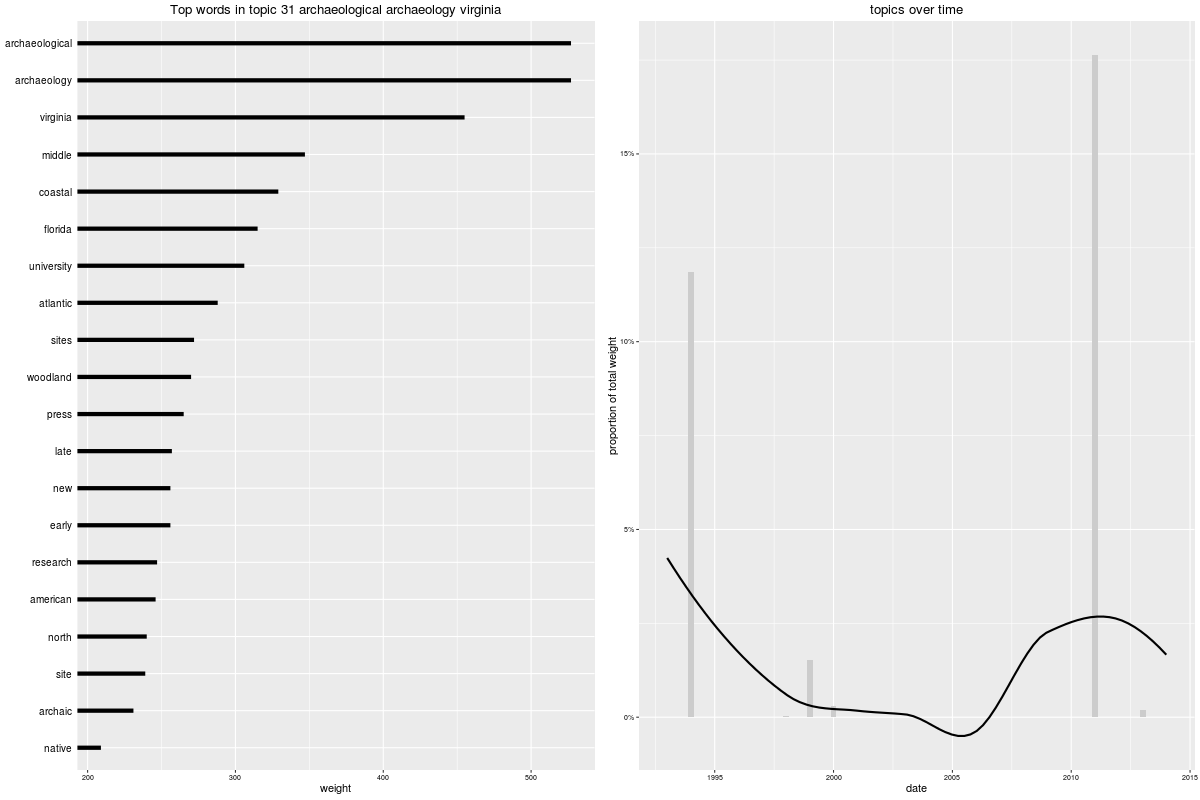 Top words in topic 31 archaeological archaeology virginia
archaeological
archaeology
virginia
middle
coastal
florida
university
atlantic
sites
woodland
press
late
new
early
research
american
north
site
archaic
native
200 300 400 500
weight
topics over time
proportion of total weight
15%
10%
5%
0%
1995 2000 2005 2010 2015
date